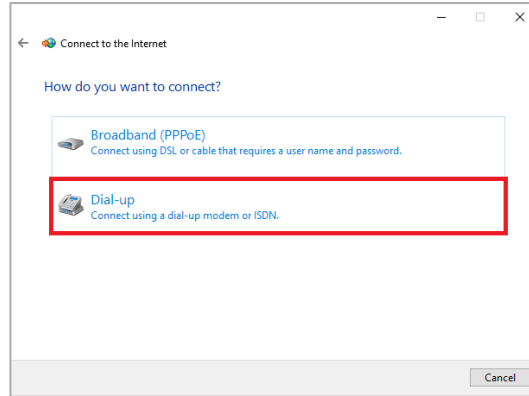 Connect to the Internet
How do you want to connect?
Broadband (PPPoE)
Connect using DSL or cable that requires a user name and password.
Dial-up
Connect using a dial-up modem or ISDN.
Cancel